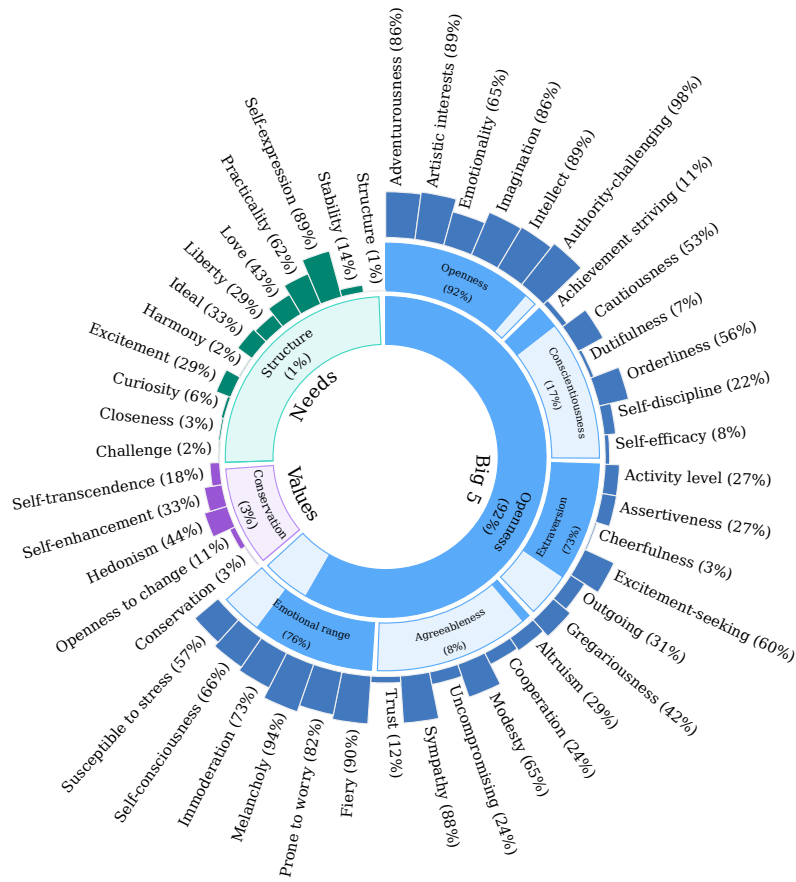 Adventurousness (86%)
Artistic interests (89%)
Emotionality (65%)
Imagination (86%)
Intellect (89%)
Authority-challenging (98%)
Achievement striving (11%)
Cautiousness (53%)
Dutifulness (7%)
Orderliness (56%)
Self-discipline (22%)
Self-efficacy (8%)
Activity level (27%)
Assertiveness (27%)
Cheerfulness (3%)
Excitement-seeking (60%)
Outgoing (31%)
Gregariousness (42%)
Altruism (29%)
Cooperation (24%)
Modesty (65%)
Uncompromising (24%)
Sympathy (88%)
Trust (12%)
Fiery (90%)
Prone to worry (82%)
Melancholy (94%)
Immoderation (73%)
Self-consciousness (66%)
Susceptible to stress (57%)
Conservation (3%)
Openness to change (11%)
Hedonism (44%)
Self-enhancement (33%)
Self-transcendence (18%)
Challenge (2%)
Closeness (3%)
Curiosity (6%)
Excitement (29%)
Harmony (2%)
Ideal (33%)
Liberty (29%)
Love (43%)
Practicality (62%)
Self-expression (89%)
Stability (14%)
Structure (1%)
Openness
(92%)
Conscientiousness
(17%)
Extraversion
(73%)
Agreeableness
(8%)
Emotional range
(76%)
Conservation
(3%)
Structure
(1%)
Openness
(92%)
Needs
Values
Big 5